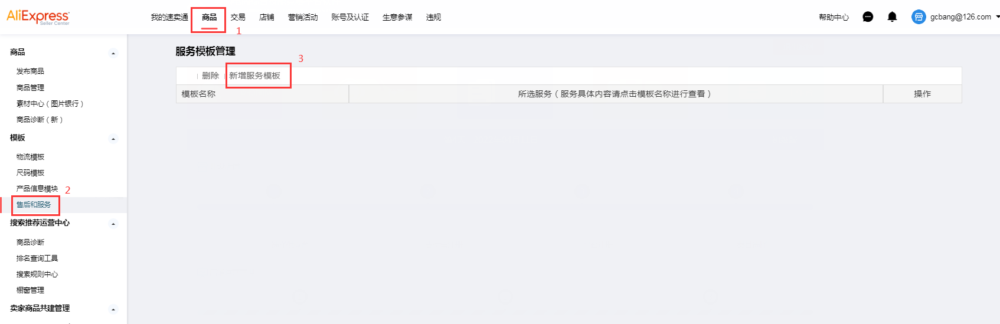 AliExpress
Seller Center
我的速卖通 商品 交易 店铺 营销活动 账号及认证 生意参谋 违规 帮助中心 gcbang@126.com
1
商品
发布商品
商品管理
素材中心（图片银行）
商品诊断（新）
模板
物流模板
尺码模板
产品信息模块
2
售后和服务
搜索推荐运营中心
商品诊断
排名查询工具
搜索规则中心
橱窗管理
卖家商品共建管理
服务模板管理
3
删除 新增服务模板
模板名称 所选服务（服务具体内容请点击模板名称进行查看） 操作